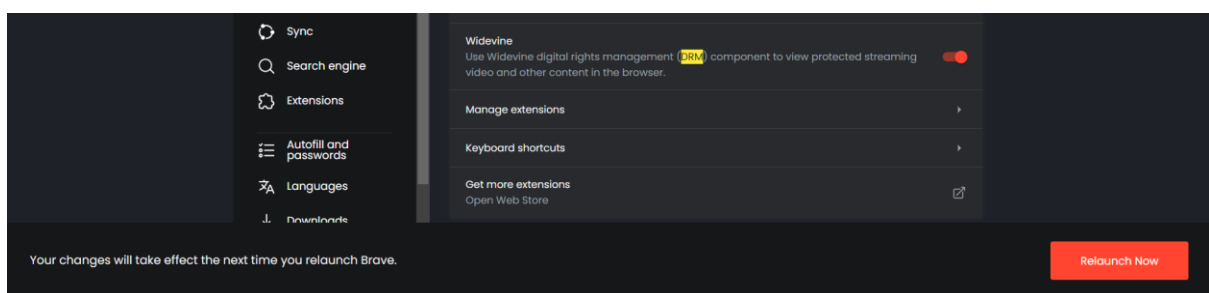 Sync
Search engine
Extensions
Autofill and
passwords
Languages
Downloads
Widevine
Use Widevine digital rights management (DRM) component to view protected streaming
video and other content in the browser.
Manage extensions
Keyboard shortcuts
Get more extensions
Open Web Store
Your changes will take effect the next time you relaunch Brave.
Relaunch Now